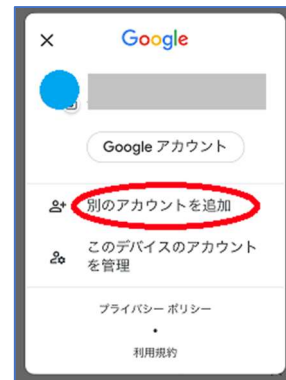 Google
Google アカウント
別のアカウントを追加
このデバイスのアカウント
を管理
プライバシー ポリシー
•
利用規約